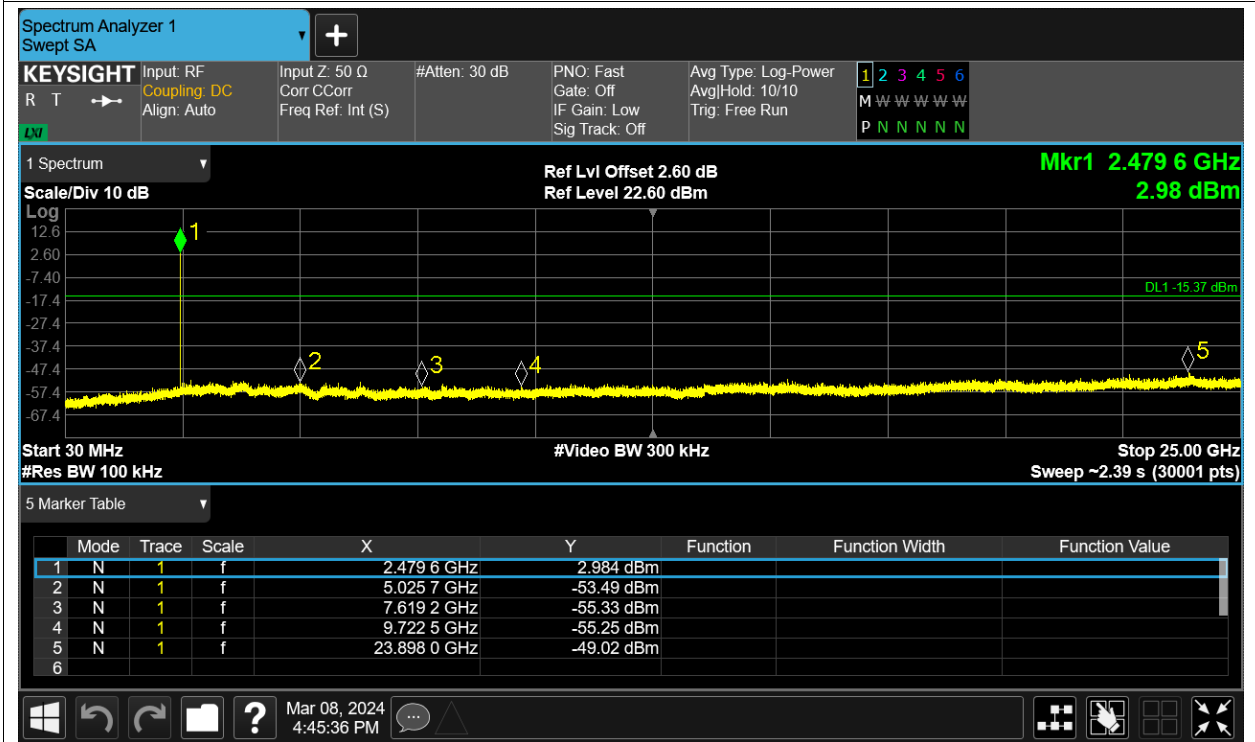 Spectrum Analyzer 1
Swept SA
KEYSIGHT
R T
LXI
Input: RF
Coupling: DC
Align: Auto
Input Z: 50 Ω
Corr CCorr
Freq Ref: Int (S)
#Atten: 30 dB
PNO: Fast
Gate: Off
IF Gain: Low
Sig Track: Off
Avg Type: Log-Power
Avg|Hold: 10/10
Trig: Free Run
1 2 3 4 5 6
M W W W W W
P N N N N N
1 Spectrum
Scale/Div 10 dB
Ref Lvl Offset 2.60 dB
Ref Level 22.60 dBm
Mkr1 2.479 6 GHz
2.98 dBm
Log
12.6
2.60
-7.40
-17.4
-27.4
-37.4
-47.4
-57.4
-67.4
1
DL1 -15.37 dBm
2
3
4
5
Start 30 MHz
#Res BW 100 kHz
#Video BW 300 kHz
Stop 25.00 GHz
Sweep ~2.39 s (30001 pts)
5 Marker Table
Mode Trace Scale X Y Function Function Width Function Value
1 N 1 f 2.479 6 GHz 2.984 dBm
2 N 1 f 5.025 7 GHz -53.49 dBm
3 N 1 f 7.619 2 GHz -55.33 dBm
4 N 1 f 9.722 5 GHz -55.25 dBm
5 N 1 f 23.898 0 GHz -49.02 dBm
6
?
Mar 08, 2024
4:45:36 PM